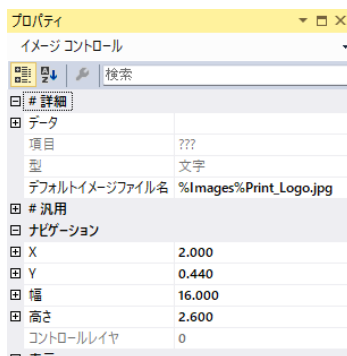 プロパティ
イメージ コントロール
検索
# 詳細
データ
項目 ???
型 文字
デフォルトイメージファイル名 %Images%Print_Logo.jpg
# 汎用
ナビゲーション
X 2.000
Y 0.440
幅 16.000
高さ 2.600
コントロールレイヤ 0